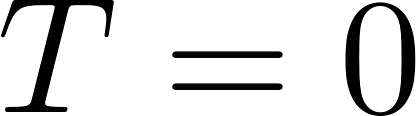 T = 0